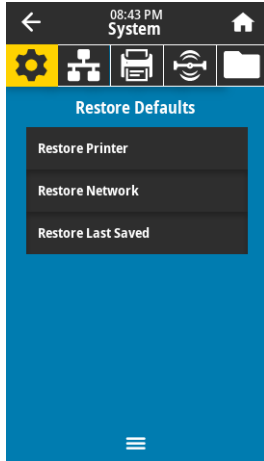 08:43 PM
System
Restore Defaults
Restore Printer
Restore Network
Restore Last Saved